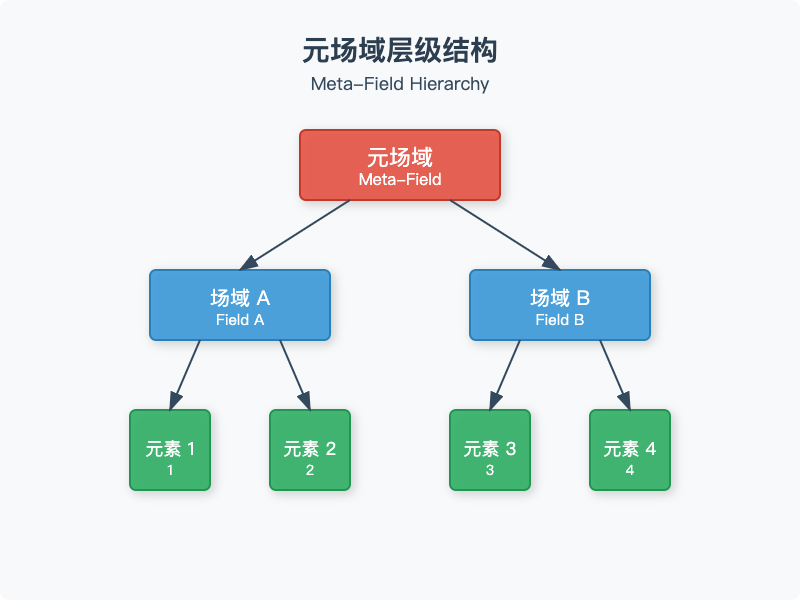 元场域层级结构
Meta-Field Hierarchy
元场域
Meta-Field
场域 A
Field A
场域 B
Field B
元素 1
1
元素 2
2
元素 3
3
元素 4
4